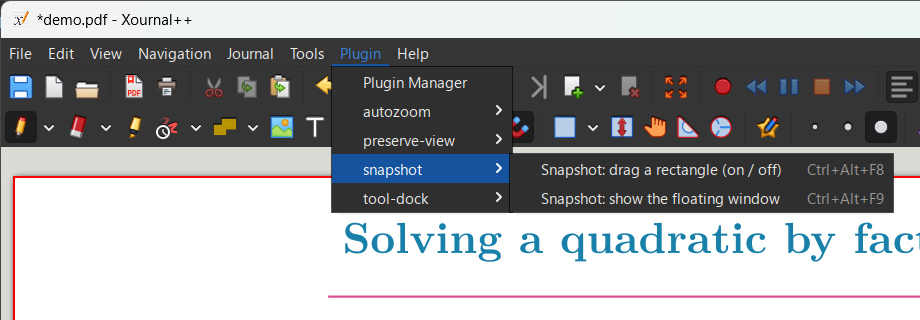 *demo.pdf - Xournal++
File Edit View Navigation Journal Tools Plugin Help
Plugin Manager
autozoom
preserve-view
snapshot
tool-dock
Snapshot: drag a rectangle (on / off) Ctrl+Alt+F8
Snapshot: show the floating window Ctrl+Alt+F9
PDF
T
Solving a quadratic by fact